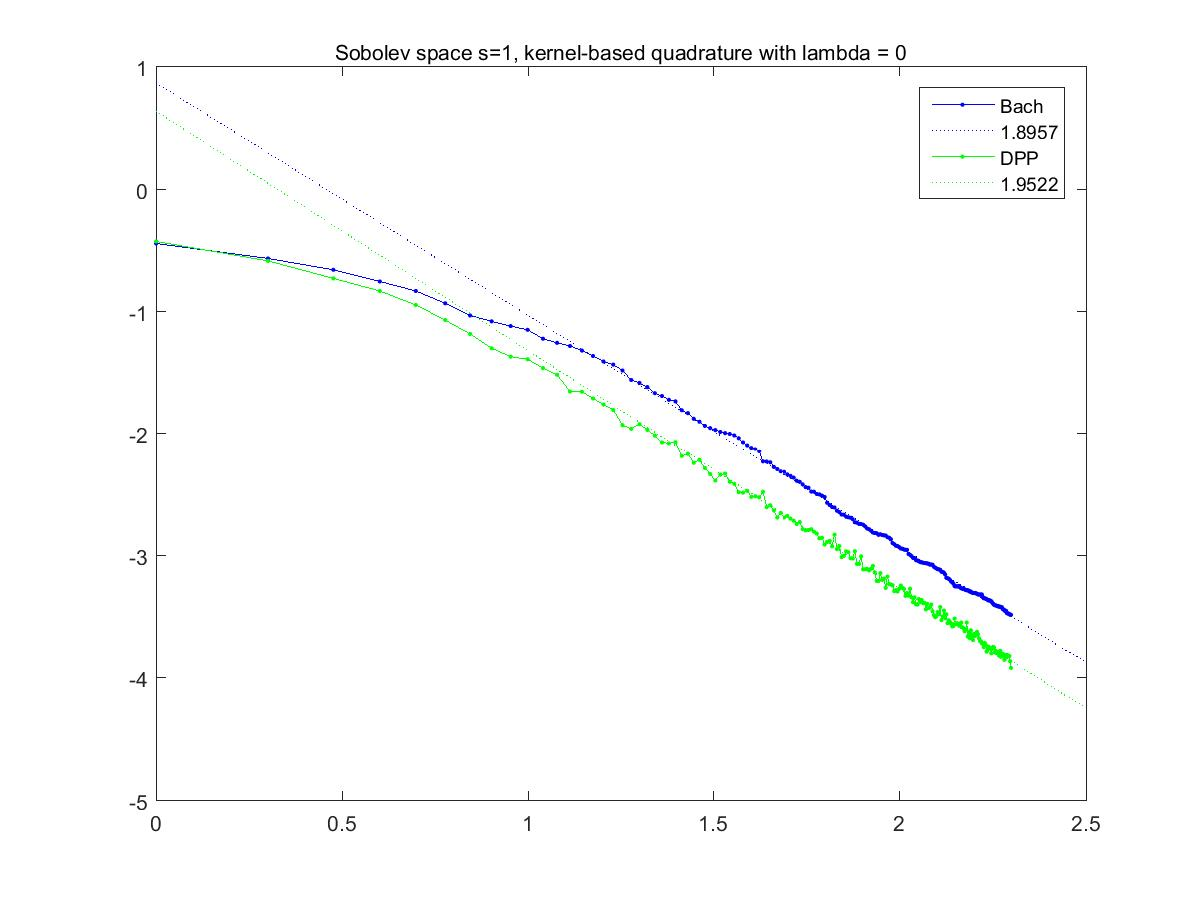 Sobolev space s=1, kernel-based quadrature with lambda = 0
1
0
-1
-2
-3
-4
-5
0 0.5 1 1.5 2 2.5
Bach
1.8957
DPP
1.9522